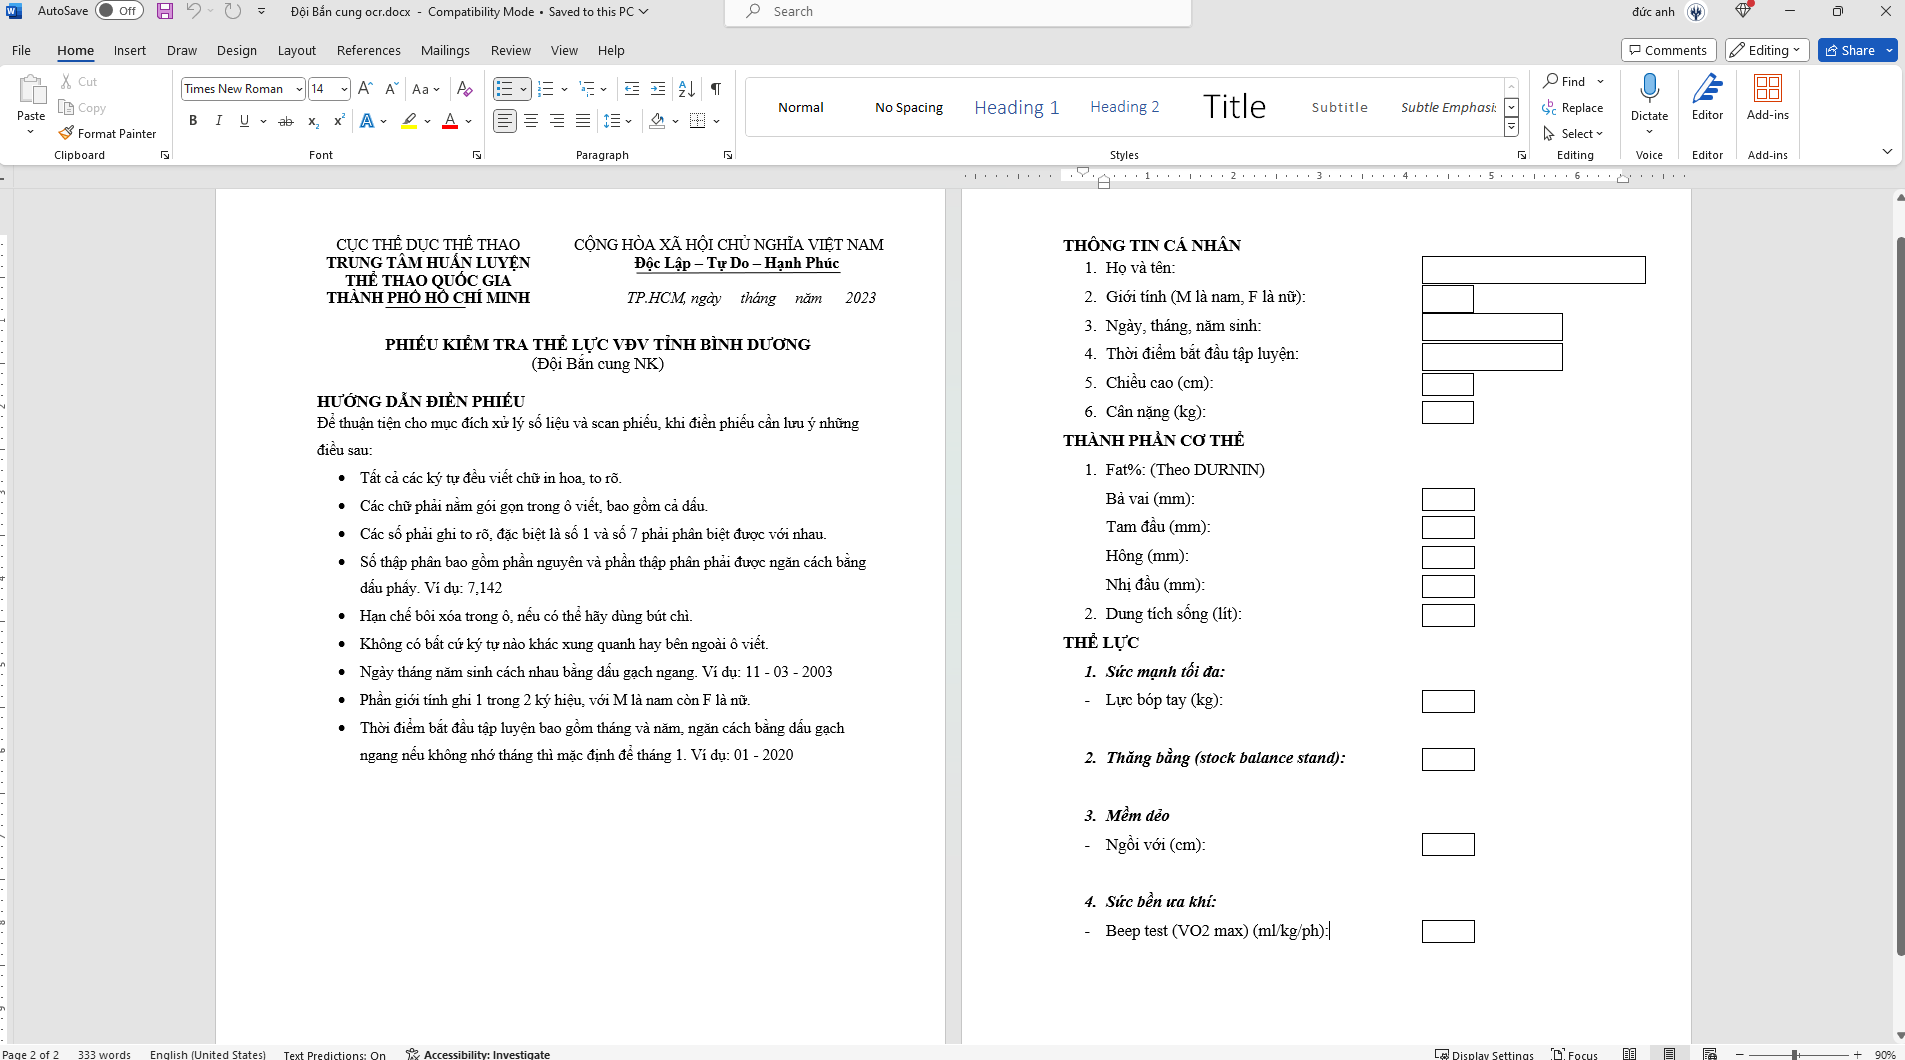 AutoSave Off Đội Bắn cung ocr.docx - Compatibility Mode • Saved to this PC Search đức anh
File Home Insert Draw Design Layout References Mailings Review View Help Comments Editing Share
Paste Cut Copy Format Painter Clipboard
Times New Roman 14 Aa B I U ab x₂ x² A A Font
Paragraph
Normal No Spacing Heading 1 Heading 2 Title Subtitle Subtle Emphasis Styles
Find Replace Select Editing
Dictate Voice
Editor Editor
Add-ins Add-ins
1 2 3 4 5 6
CỤC THỂ DỤC THỂ THAO
TRUNG TÂM HUẤN LUYỆN
THỂ THAO QUỐC GIA
THÀNH PHỐ HỒ CHÍ MINH
CỘNG HÒA XÃ HỘI CHỦ NGHĨA VIỆT NAM
Độc Lập – Tự Do – Hạnh Phúc
TP.HCM, ngày tháng năm 2023
PHIẾU KIỂM TRA THỂ LỰC VĐV TỈNH BÌNH DƯƠNG
(Đội Bắn cung NK)
HƯỚNG DẪN ĐIỀN PHIẾU
Để thuận tiện cho mục đích xử lý số liệu và scan phiếu, khi điền phiếu cần lưu ý những
điều sau:
• Tất cả các ký tự đều viết chữ in hoa, to rõ.
• Các chữ phải nằm gói gọn trong ô viết, bao gồm cả dấu.
• Các số phải ghi to rõ, đặc biệt là số 1 và số 7 phải phân biệt được với nhau.
• Số thập phân bao gồm phần nguyên và phần thập phân phải được ngăn cách bằng
dấu phẩy. Ví dụ: 7,142
• Hạn chế bôi xóa trong ô, nếu có thể hãy dùng bút chì.
• Không có bất cứ ký tự nào khác xung quanh hay bên ngoài ô viết.
• Ngày tháng năm sinh cách nhau bằng dấu gạch ngang. Ví dụ: 11 - 03 - 2003
• Phần giới tính ghi 1 trong 2 ký hiệu, với M là nam còn F là nữ.
• Thời điểm bắt đầu tập luyện bao gồm tháng và năm, ngăn cách bằng dấu gạch
ngang nếu không nhớ tháng thì mặc định để tháng 1. Ví dụ: 01 - 2020
THÔNG TIN CÁ NHÂN
1. Họ và tên:
2. Giới tính (M là nam, F là nữ):
3. Ngày, tháng, năm sinh:
4. Thời điểm bắt đầu tập luyện:
5. Chiều cao (cm):
6. Cân nặng (kg):
THÀNH PHẦN CƠ THỂ
1. Fat%: (Theo DURNIN)
Bả vai (mm):
Tam đầu (mm):
Hông (mm):
Nhị đầu (mm):
2. Dung tích sống (lít):
THỂ LỰC
1. Sức mạnh tối đa:
- Lực bóp tay (kg):
2. Thăng bằng (stock balance stand):
3. Mềm dẻo
- Ngồi với (cm):
4. Sức bền ưa khí:
- Beep test (VO2 max) (ml/kg/ph):
Page 2 of 2 333 words English (United States) Text Predictions: On Accessibility: Investigate Display Settings Focus 90%